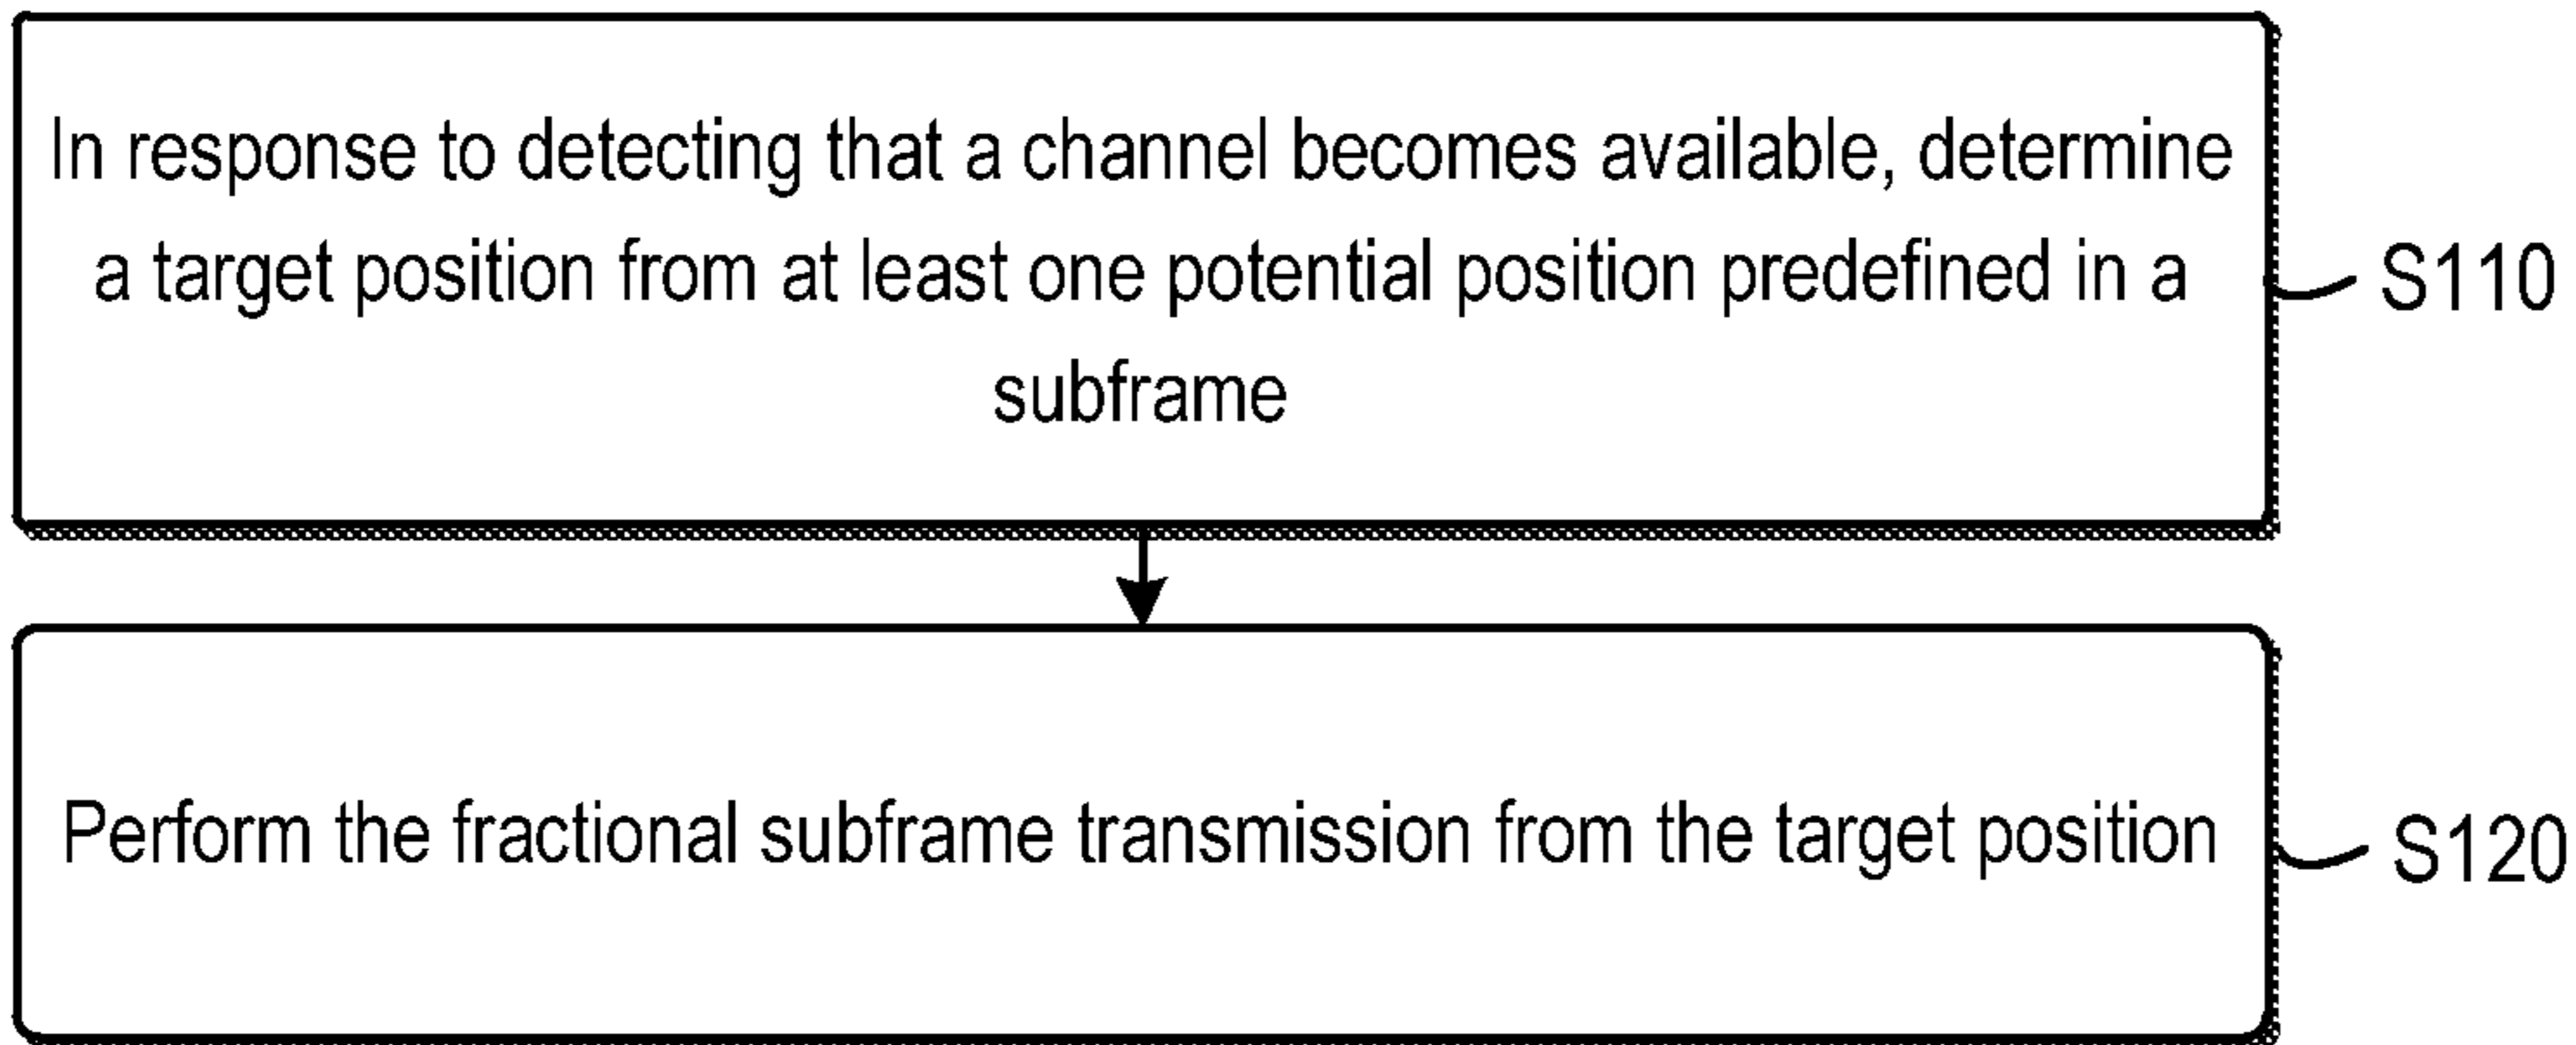 In response to detecting that a channel becomes available, determine
a target position from at least one potential position predefined in a
subframe
S110
Perform the fractional subframe transmission from the target position
S120